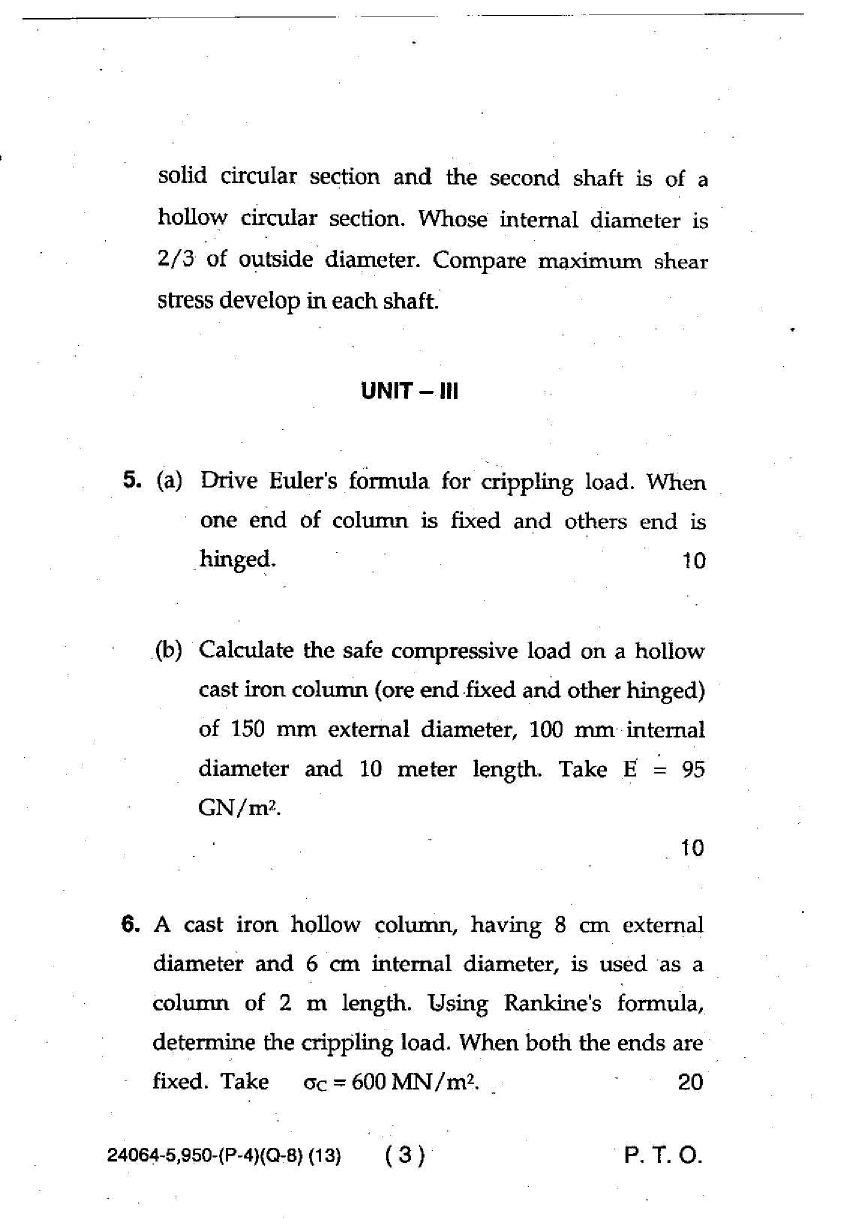 solid circular section and the second shaft is of a
hollow circular section. Whose internal diameter is
2/3 of outside diameter. Compare maximum shear
stress develop in each shaft.
UNIT – III
5. (a) Drive Euler's formula for crippling load. When
one end of column is fixed and others end is
hinged. 10
(b) Calculate the safe compressive load on a hollow
cast iron column (ore end fixed and other hinged)
of 150 mm external diameter, 100 mm internal
diameter and 10 meter length. Take E = 95
GN/m².
10
6. A cast iron hollow column, having 8 cm external
diameter and 6 cm internal diameter, is used as a
column of 2 m length. Using Rankine's formula,
determine the crippling load. When both the ends are
fixed. Take σc = 600 MN/m². 20
24064-5,950-(P-4)(Q-8) (13) ( 3 ) P. T. O.